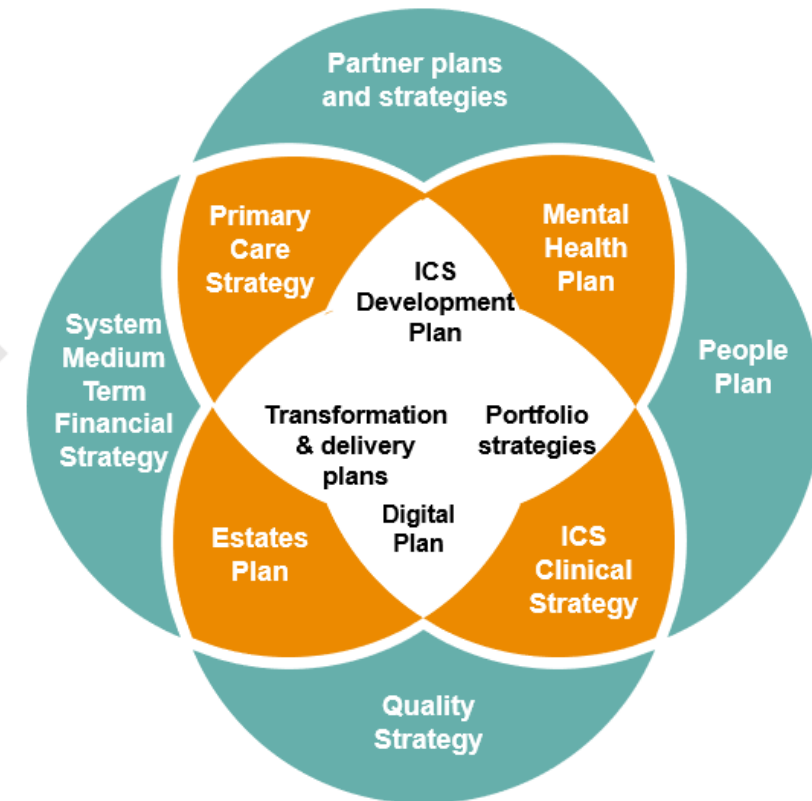 Partner plans
and strategies
Primary
Care
Strategy
Mental
Health
Plan
ICS
Development
Plan
System
Medium
Term
Financial
Strategy
People
Plan
Transformation
& delivery
plans
Portfolio
strategies
Digital
Plan
Estates
Plan
ICS
Clinical
Strategy
Quality
Strategy